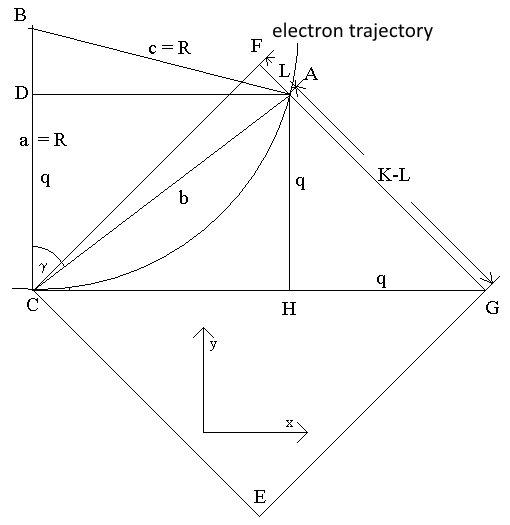 electron trajectory
B
c = R
F
L
A
D
a = R
q
K-L
q
b
γ
q
C
H
G
y
x
E